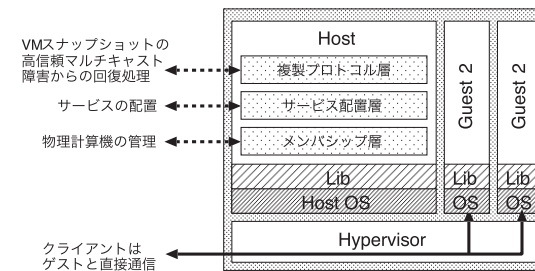 VMスナップショットの
高信頼マルチキャスト
障害からの回復処理
サービスの配置
物理計算機の管理
クライアントは
ゲストと直接通信
Host
複製プロトコル層
サービス配置層
メンバシップ層
Lib
Host OS
Guest 2
Lib
OS
Guest 2
Lib
OS
Hypervisor